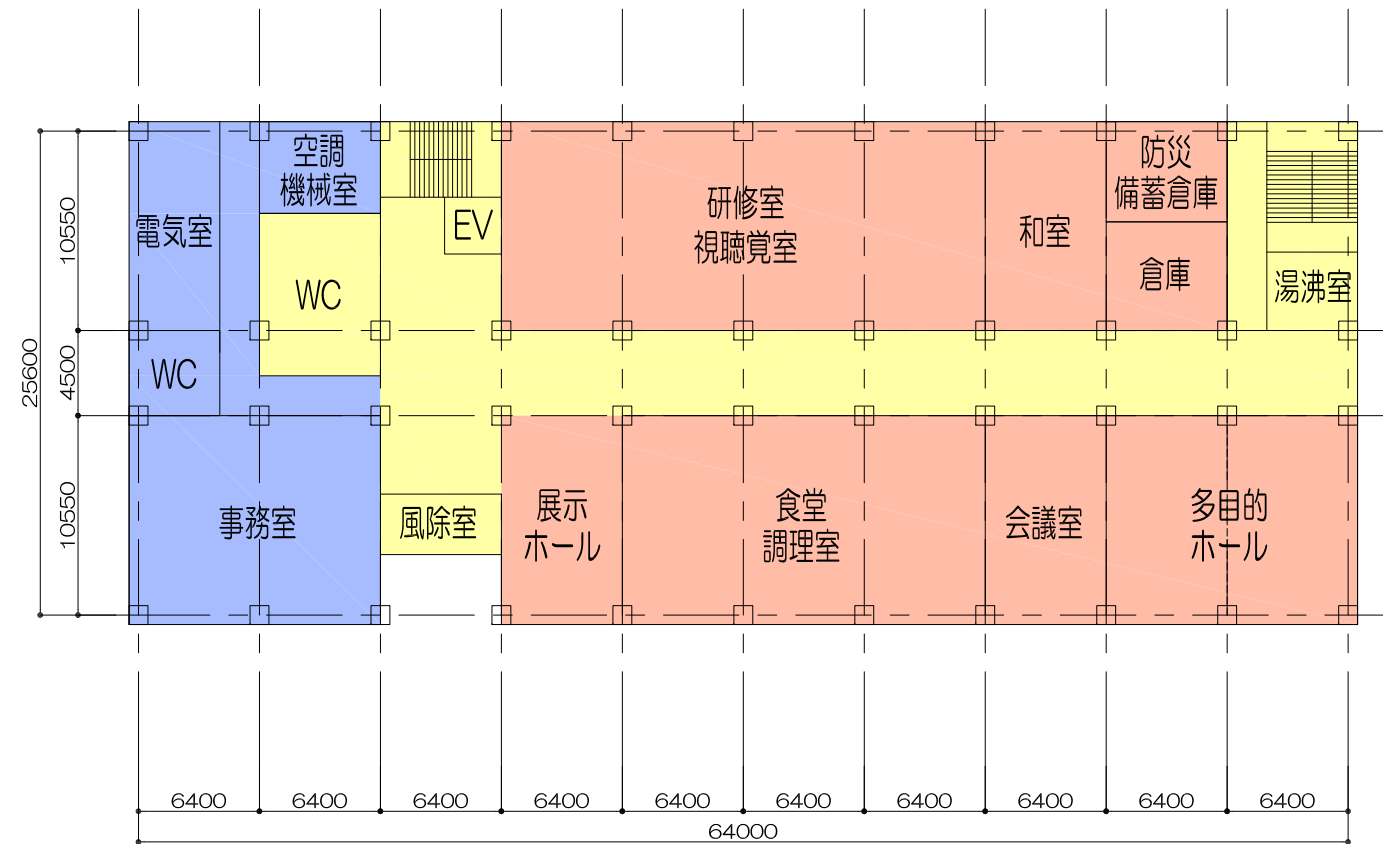 空調
機械室
電気室
EV
研修室
視聴覚室
和室
防災
備蓄倉庫
倉庫
湯沸室
WC
WC
事務室
風除室
展示
ホール
食堂
調理室
会議室
多目的
ホール
10550
4500
10550
25600
6400
6400
6400
6400
6400
6400
6400
6400
6400
6400
64000